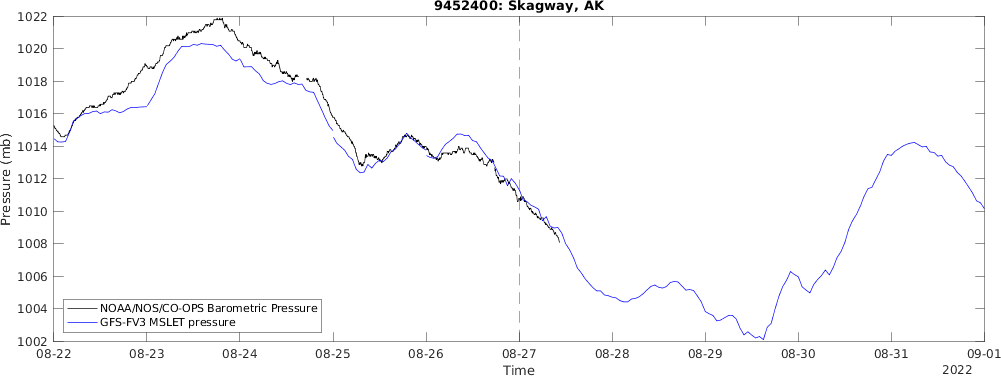 9452400: Skagway, AK
Pressure (mb)
1022
1020
1018
1016
1014
1012
1010
1008
1006
1004
1002
NOAA/NOS/CO-OPS Barometric Pressure
GFS-FV3 MSLET pressure
08-22 08-23 08-24 08-25 08-26 08-27 08-28 08-29 08-30 08-31 09-01
Time
2022